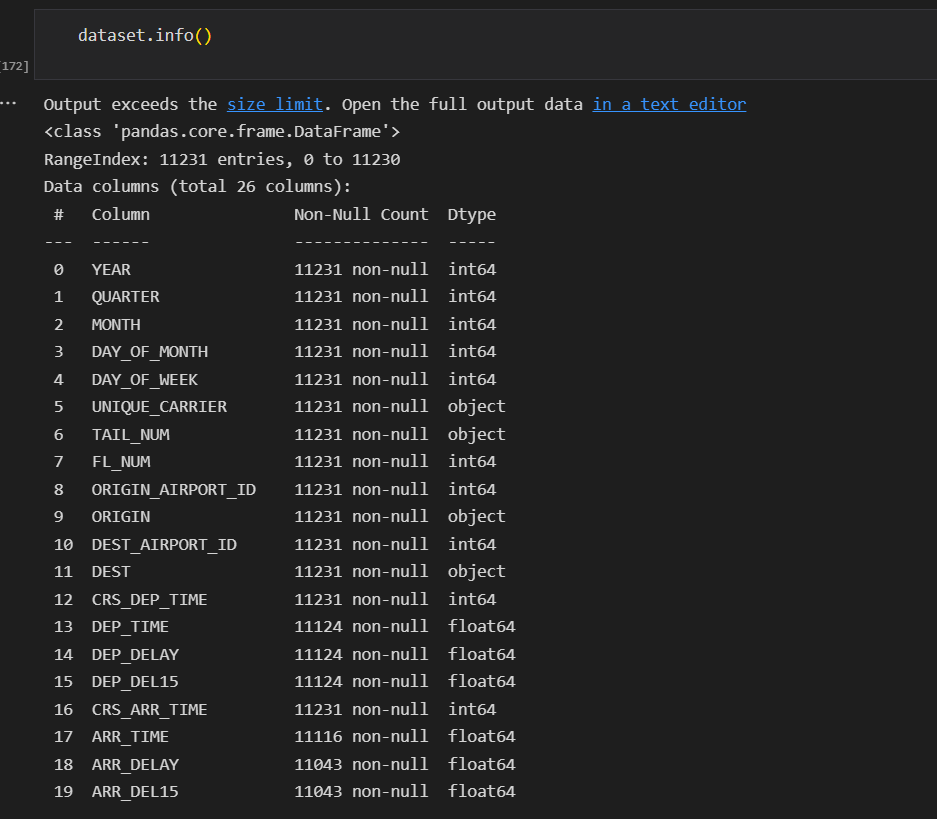 dataset.info()
[172]
... Output exceeds the size limit. Open the full output data in a text editor
<class 'pandas.core.frame.DataFrame'>
RangeIndex: 11231 entries, 0 to 11230
Data columns (total 26 columns):
 #   Column             Non-Null Count  Dtype
---  ------             --------------  -----
 0   YEAR               11231 non-null  int64
 1   QUARTER            11231 non-null  int64
 2   MONTH              11231 non-null  int64
 3   DAY_OF_MONTH       11231 non-null  int64
 4   DAY_OF_WEEK        11231 non-null  int64
 5   UNIQUE_CARRIER     11231 non-null  object
 6   TAIL_NUM           11231 non-null  object
 7   FL_NUM             11231 non-null  int64
 8   ORIGIN_AIRPORT_ID  11231 non-null  int64
 9   ORIGIN             11231 non-null  object
 10  DEST_AIRPORT_ID    11231 non-null  int64
 11  DEST               11231 non-null  object
 12  CRS_DEP_TIME       11231 non-null  int64
 13  DEP_TIME           11124 non-null  float64
 14  DEP_DELAY          11124 non-null  float64
 15  DEP_DEL15          11124 non-null  float64
 16  CRS_ARR_TIME       11231 non-null  int64
 17  ARR_TIME           11116 non-null  float64
 18  ARR_DELAY          11043 non-null  float64
 19  ARR_DEL15          11043 non-null  float64